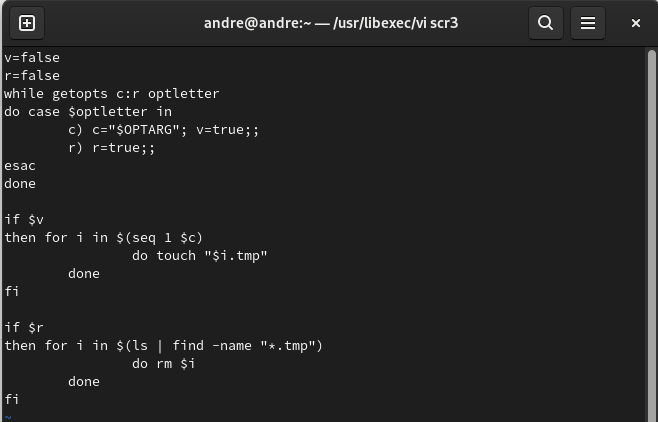 andre@andre:~ — /usr/libexec/vi scr3
v=false
r=false
while getopts c:r optletter
do case $optletter in
        c) c="$OPTARG"; v=true;;
        r) r=true;;
esac
done

if $v
then for i in $(seq 1 $c)
                do touch "$i.tmp"
        done
fi

if $r
then for i in $(ls | find -name "*.tmp")
                do rm $i
        done
fi
~